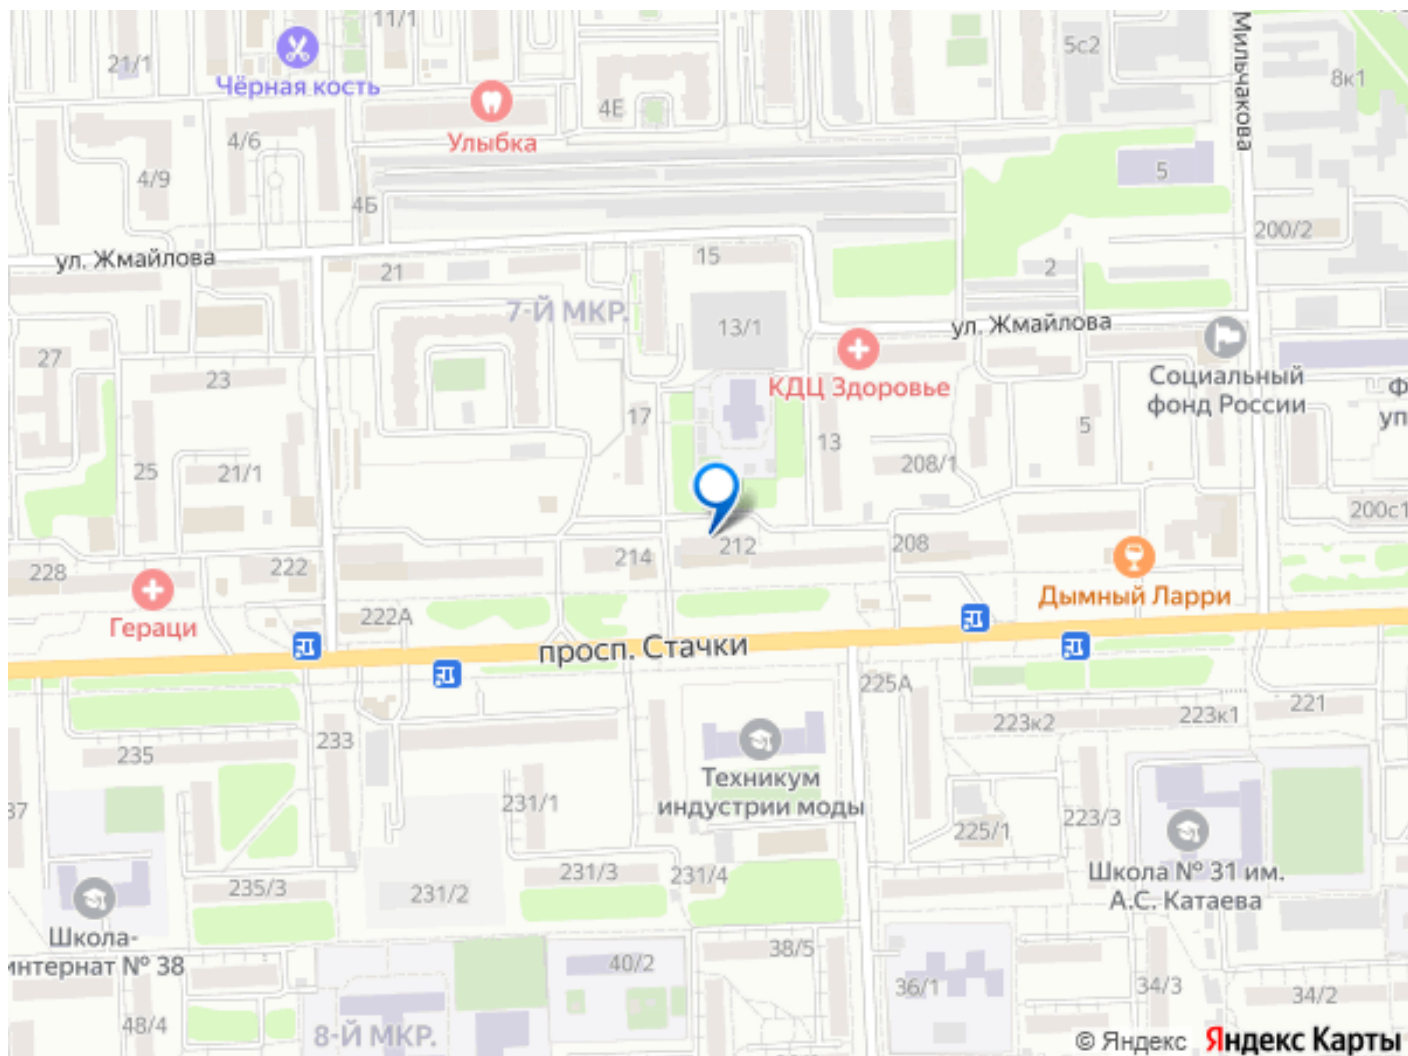 11/1
Мильчакова
5с2
21/1
Чёрная кость
8к1
4Е
Улыбка
4/6
4/9
5
4Б
200/2
ул. Жмайлова
15
21
2
7-Й МКР.
13/1
ул. Жмайлова
27
КДЦ Здоровье
Социальный
фонд России
Ф
уп
23
17
13
5
25
21/1
208/1
200с1
212
208
214
228
222
Дымный Ларри
Гераци
222А
просп. Стачки
225А
221
223к2
223к1
233
235
Техникум
индустрии моды
37
231/1
223/3
225/1
Школа № 31 им.
А.С. Катаева
231/3
231/4
235/3
231/2
Школа-
интернат № 38
38/5
40/2
36/1
34/3
34/2
48/4
8-Й МКР.
© Яндекс Яндекс Карты